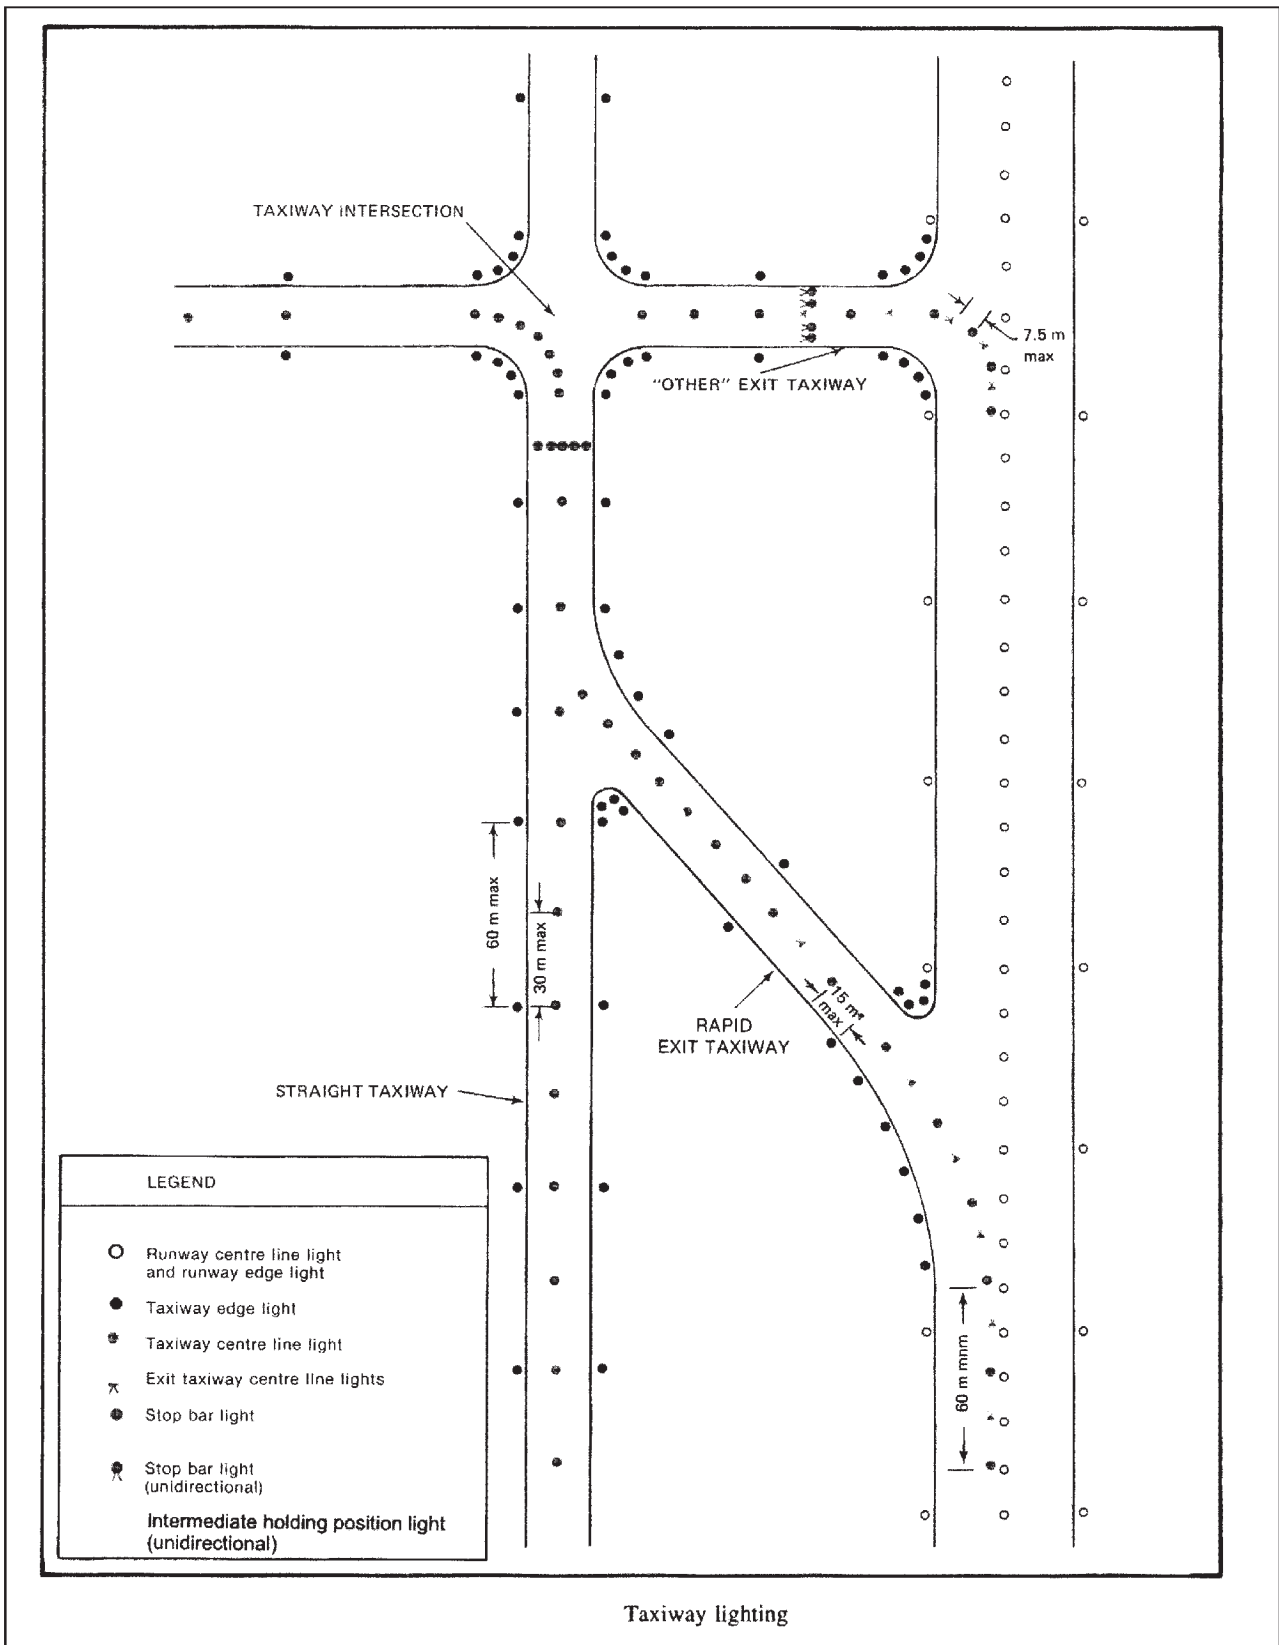 TAXIWAY INTERSECTION
7.5 m
max
"OTHER" EXIT TAXIWAY
60 m max
30 m max
15 m*
max
RAPID
EXIT TAXIWAY
STRAIGHT TAXIWAY
60 m mnm
LEGEND
Runway centre line light
and runway edge light
Taxiway edge light
Taxiway centre line light
Exit taxiway centre line lights
Stop bar light
Stop bar light
(unidirectional)
Intermediate holding position light
(unidirectional)
Taxiway lighting